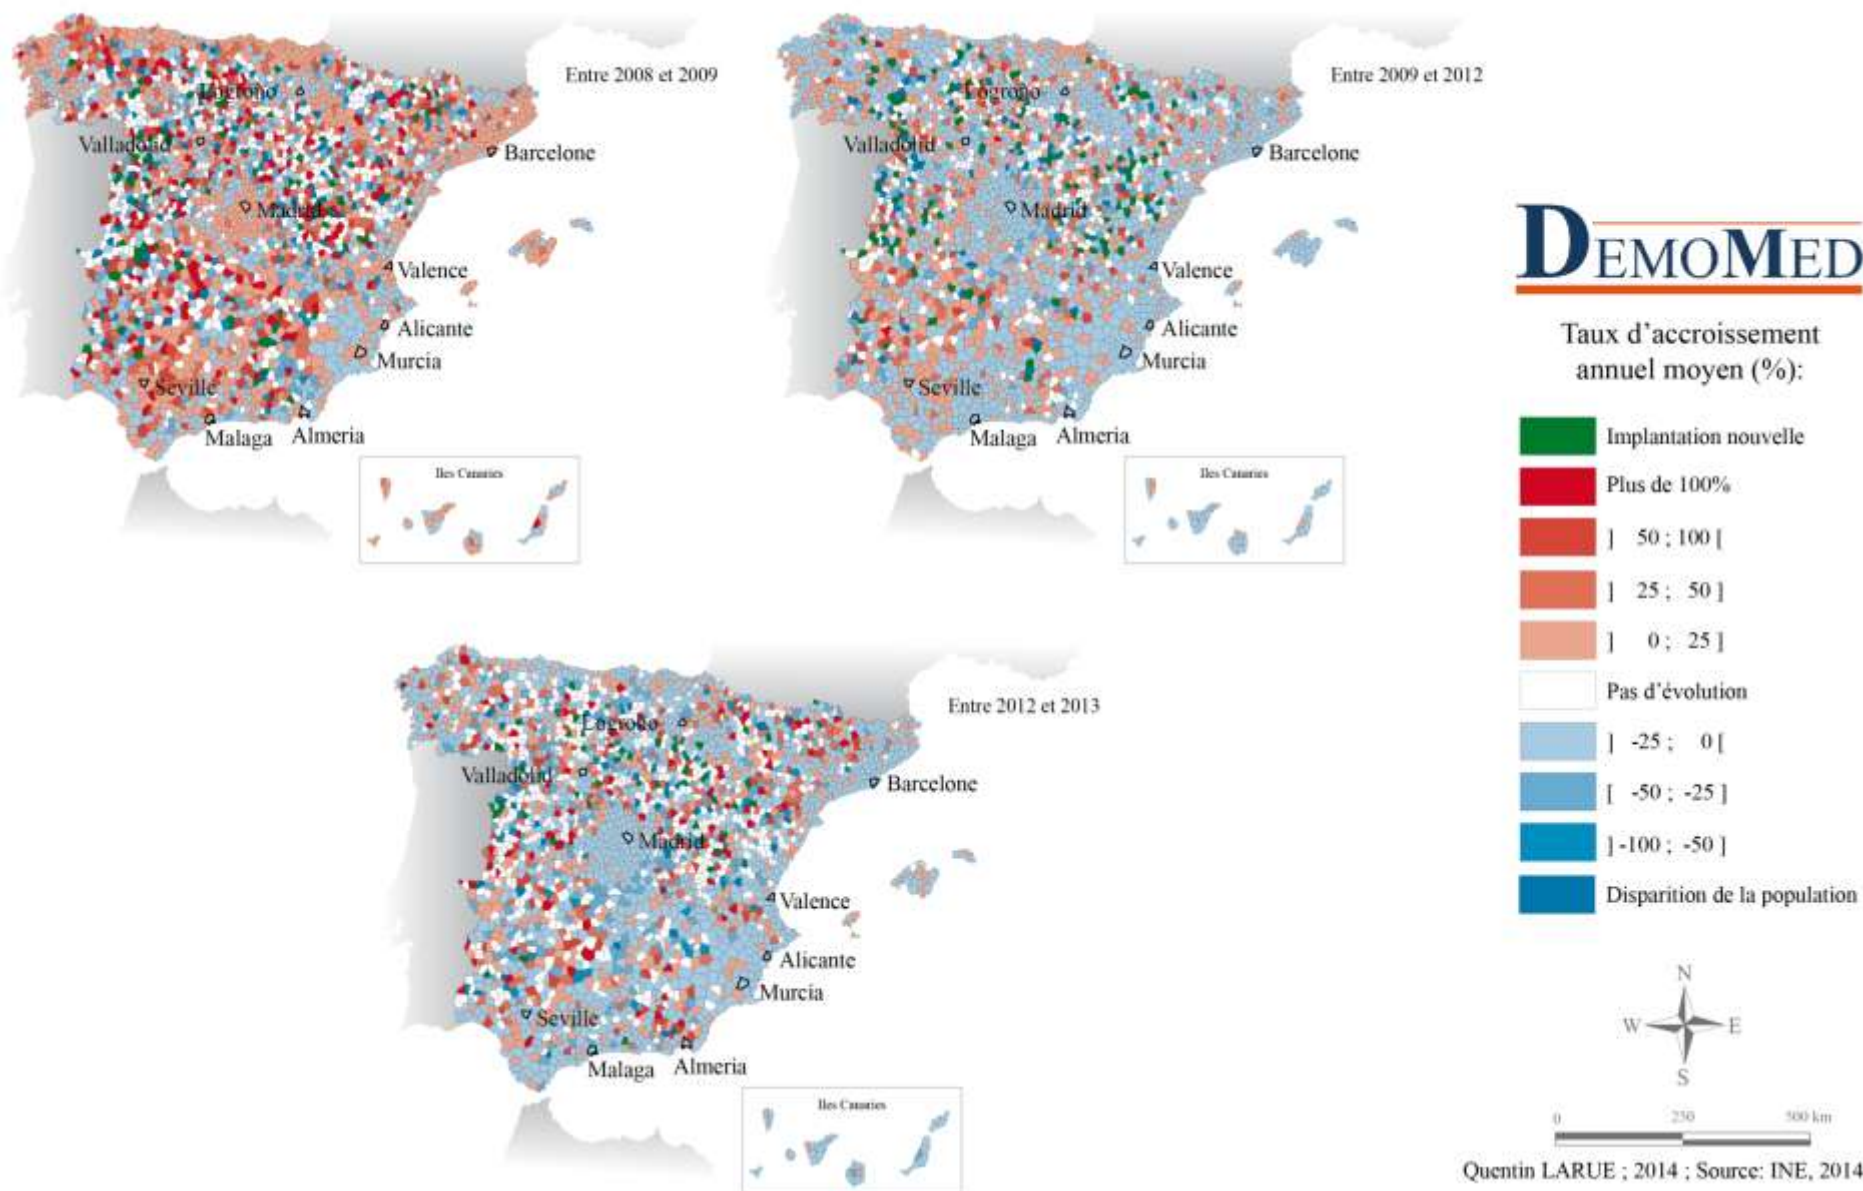 Entre 2008 et 2009
Logroño
Valladolid
Barcelone
Madrid
Valence
Alicante
Murcia
Seville
Malaga
Almeria
Iles Canaries
Entre 2009 et 2012
Logroño
Valladolid
Barcelone
Madrid
Valence
Alicante
Murcia
Seville
Malaga
Almeria
Iles Canaries
Entre 2012 et 2013
Logroño
Valladolid
Barcelone
Madrid
Valence
Alicante
Murcia
Seville
Malaga
Almeria
Iles Canaries
DEMOMED
Taux d’accroissement
annuel moyen (%):
Implantation nouvelle
Plus de 100%
] 50 ; 100 [
] 25 ; 50 ]
] 0 ; 25 ]
Pas d’évolution
] -25 ; 0 [
[ -50 ; -25 ]
] -100 ; -50 ]
Disparition de la population
N
W E
S
0 250 500 km
Quentin LARUE ; 2014 ; Source: INE, 2014